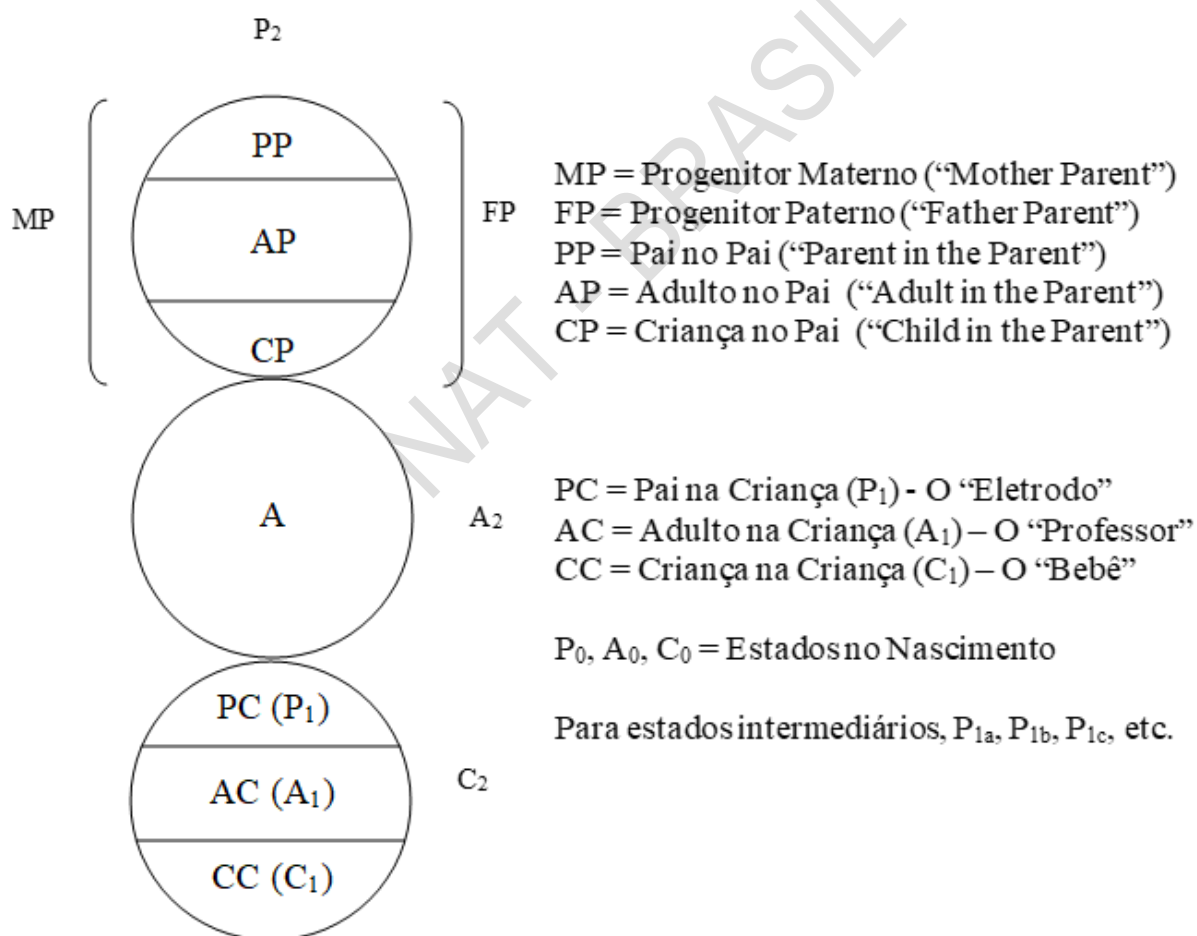 P₂
PP
MP
FP
AP
CP
MP = Progenitor Materno (“Mother Parent”)
FP = Progenitor Paterno (“Father Parent”)
PP = Pai no Pai (“Parent in the Parent”)
AP = Adulto no Pai (“Adult in the Parent”)
CP = Criança no Pai (“Child in the Parent”)
A
A₂
PC = Pai na Criança (P₁) - O “Eletrodo”
AC = Adulto na Criança (A₁) – O “Professor”
CC = Criança na Criança (C₁) – O “Bebê”
P₀, A₀, C₀ = Estados no Nascimento
Para estados intermediários, P₁ₐ, P₁b, P₁c, etc.
PC (P₁)
AC (A₁)
C₂
CC (C₁)
NAT - BRASIL